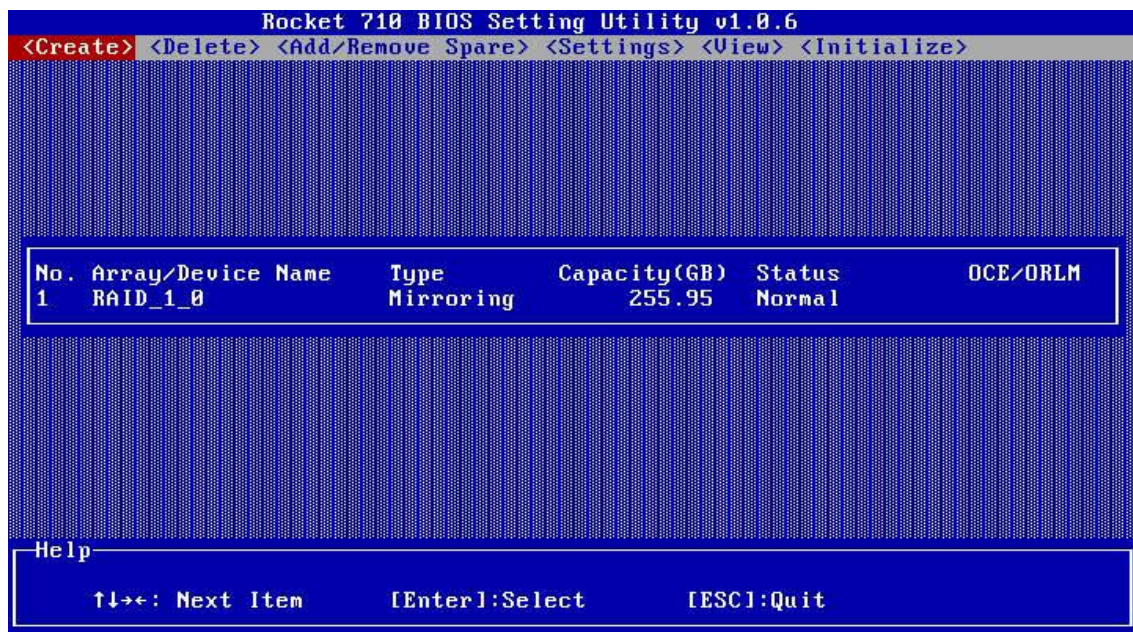 Rocket 710 BIOS Setting Utility v1.0.6
<Create> <Delete> <Add/Remove Spare> <Settings> <View> <Initialize>
No. Array/Device Name Type Capacity(GB) Status OCE/ORLM
1 RAID_1_0 Mirroring 255.95 Normal
Help
↑↓→←: Next Item [Enter]:Select [ESC]:Quit